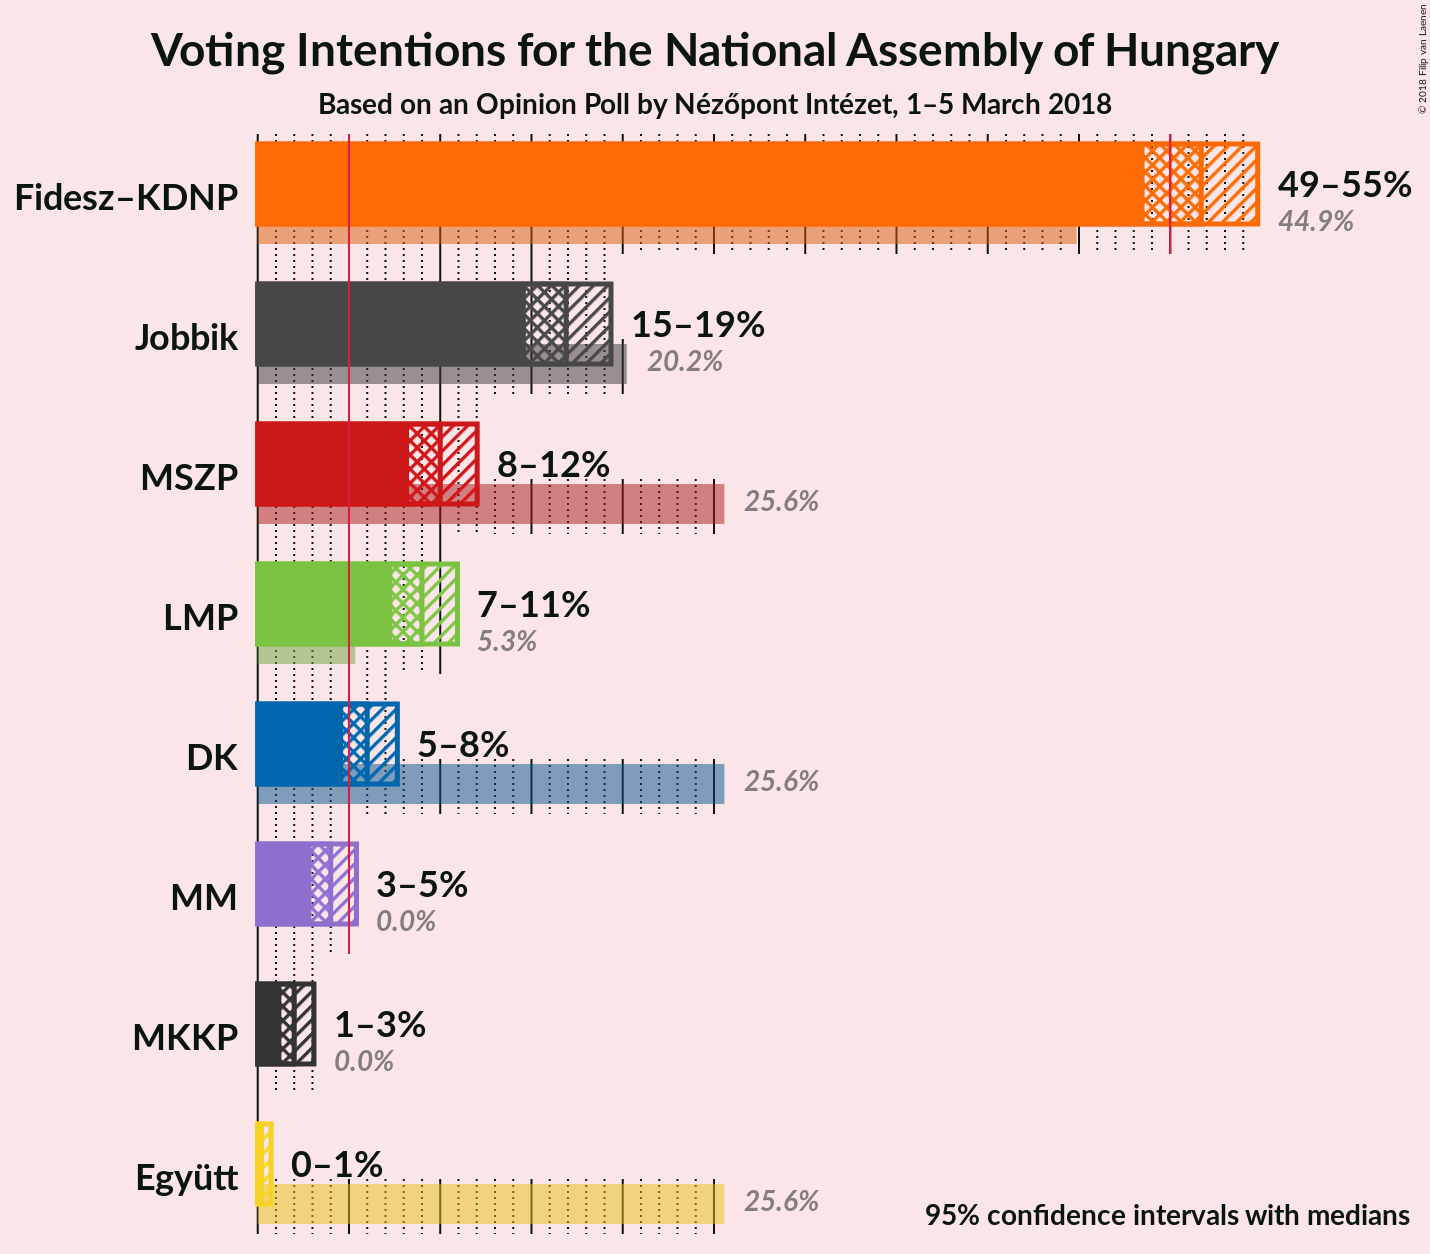 Voting Intentions for the National Assembly of Hungary
Based on an Opinion Poll by Nézőpont Intézet, 1–5 March 2018
© 2018 Filip van Laenen
Fidesz–KDNP
49–55%
44.9%
Jobbik
15–19%
20.2%
MSZP
8–12%
25.6%
LMP
7–11%
5.3%
DK
5–8%
25.6%
MM
3–5%
0.0%
MKKP
1–3%
0.0%
Együtt
0–1%
25.6%
95% confidence intervals with medians